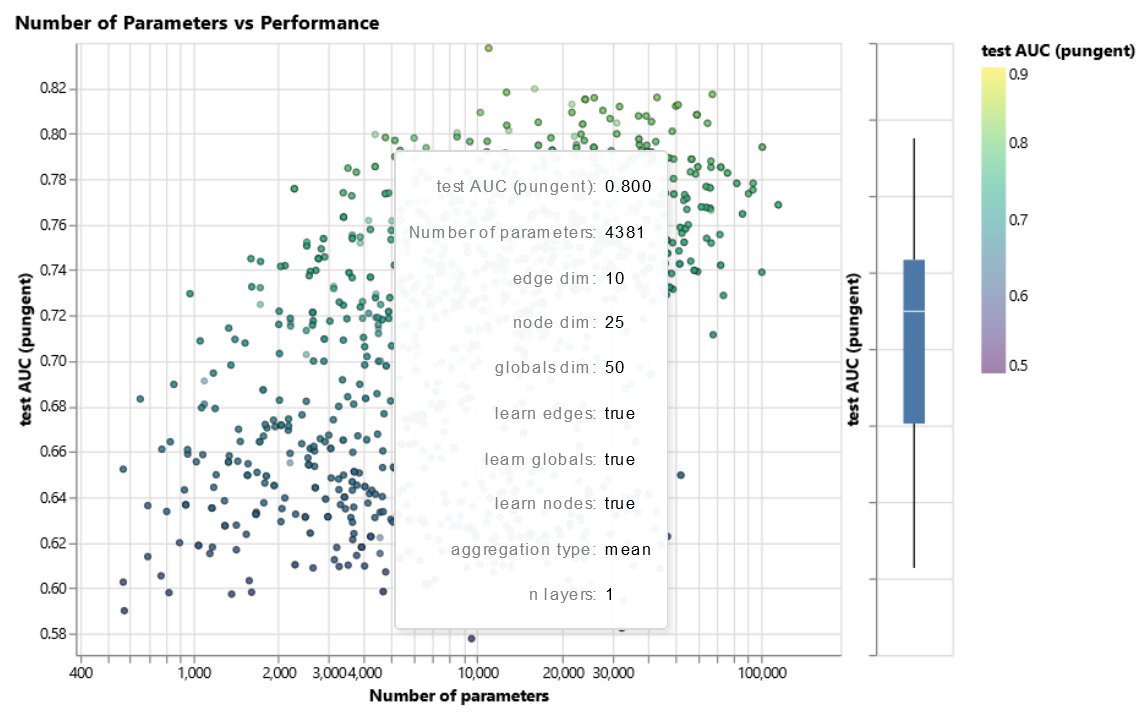 Number of Parameters vs Performance
test AUC (pungent)
0.82
0.80
0.78
0.76
0.74
0.72
0.70
0.68
0.66
0.64
0.62
0.60
0.58
400
1,000
2,000
3,000
4,000
10,000
20,000
30,000
100,000
Number of parameters
test AUC (pungent): 0.800
Number of parameters: 4381
edge dim: 10
node dim: 25
globals dim: 50
learn edges: true
learn globals: true
learn nodes: true
aggregation type: mean
n layers: 1
test AUC (pungent)
test AUC (pungent)
0.9
0.8
0.7
0.6
0.5